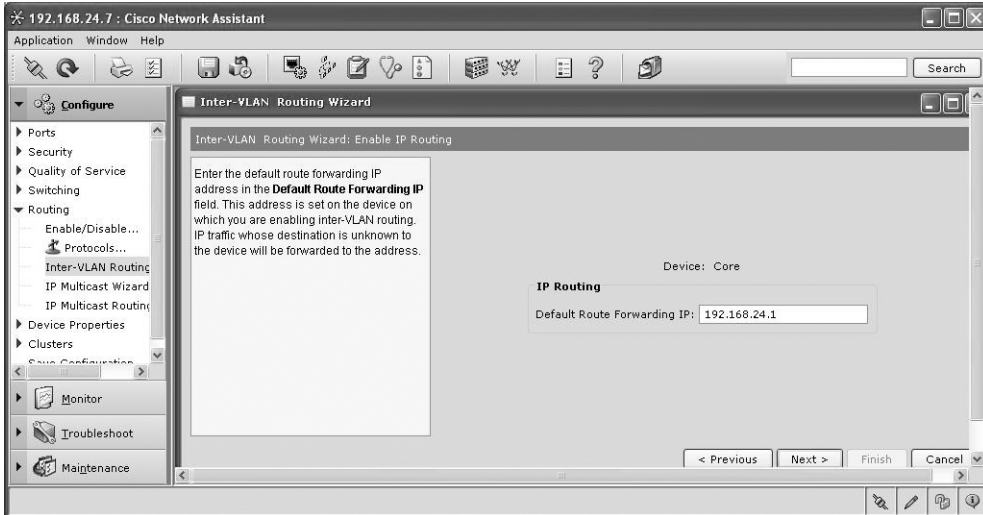 192.168.24.7 : Cisco Network Assistant
Application Window Help
Search
Configure
Ports
Security
Quality of Service
Switching
Routing
Enable/Disable...
Protocols...
Inter-VLAN Routing
IP Multicast Wizard
IP Multicast Routing
Device Properties
Clusters
Save Configuration
Monitor
Troubleshoot
Maintenance
Inter-VLAN Routing Wizard
Inter-VLAN Routing Wizard: Enable IP Routing
Enter the default route forwarding IP
address in the Default Route Forwarding IP
field. This address is set on the device on
which you are enabling inter-VLAN routing.
IP traffic whose destination is unknown to
the device will be forwarded to the address.
Device: Core
IP Routing
Default Route Forwarding IP: 192.168.24.1
< Previous Next > Finish Cancel